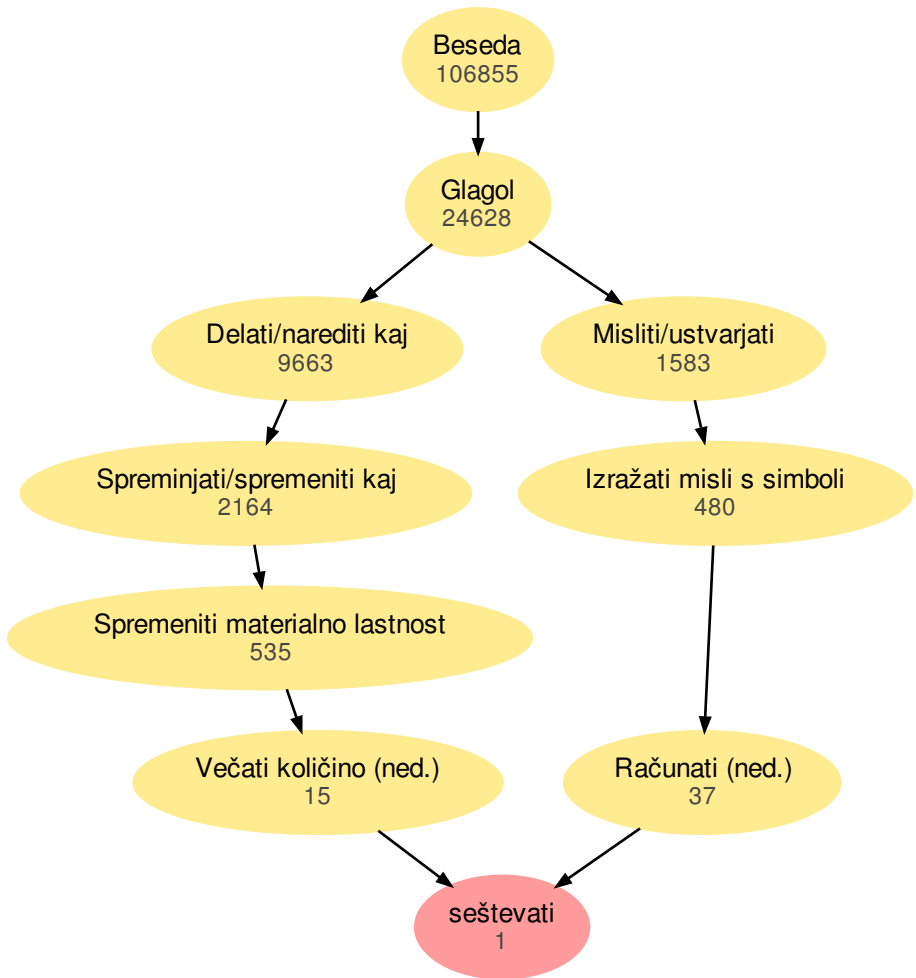 Beseda
106855
Glagol
24628
Delati/narediti kaj
9663
Misliti/ustvarjati
1583
Spreminjati/spremeniti kaj
2164
Izražati misli s simboli
480
Spremeniti materialno lastnost
535
Večati količino (ned.)
15
Računati (ned.)
37
seštevati
1